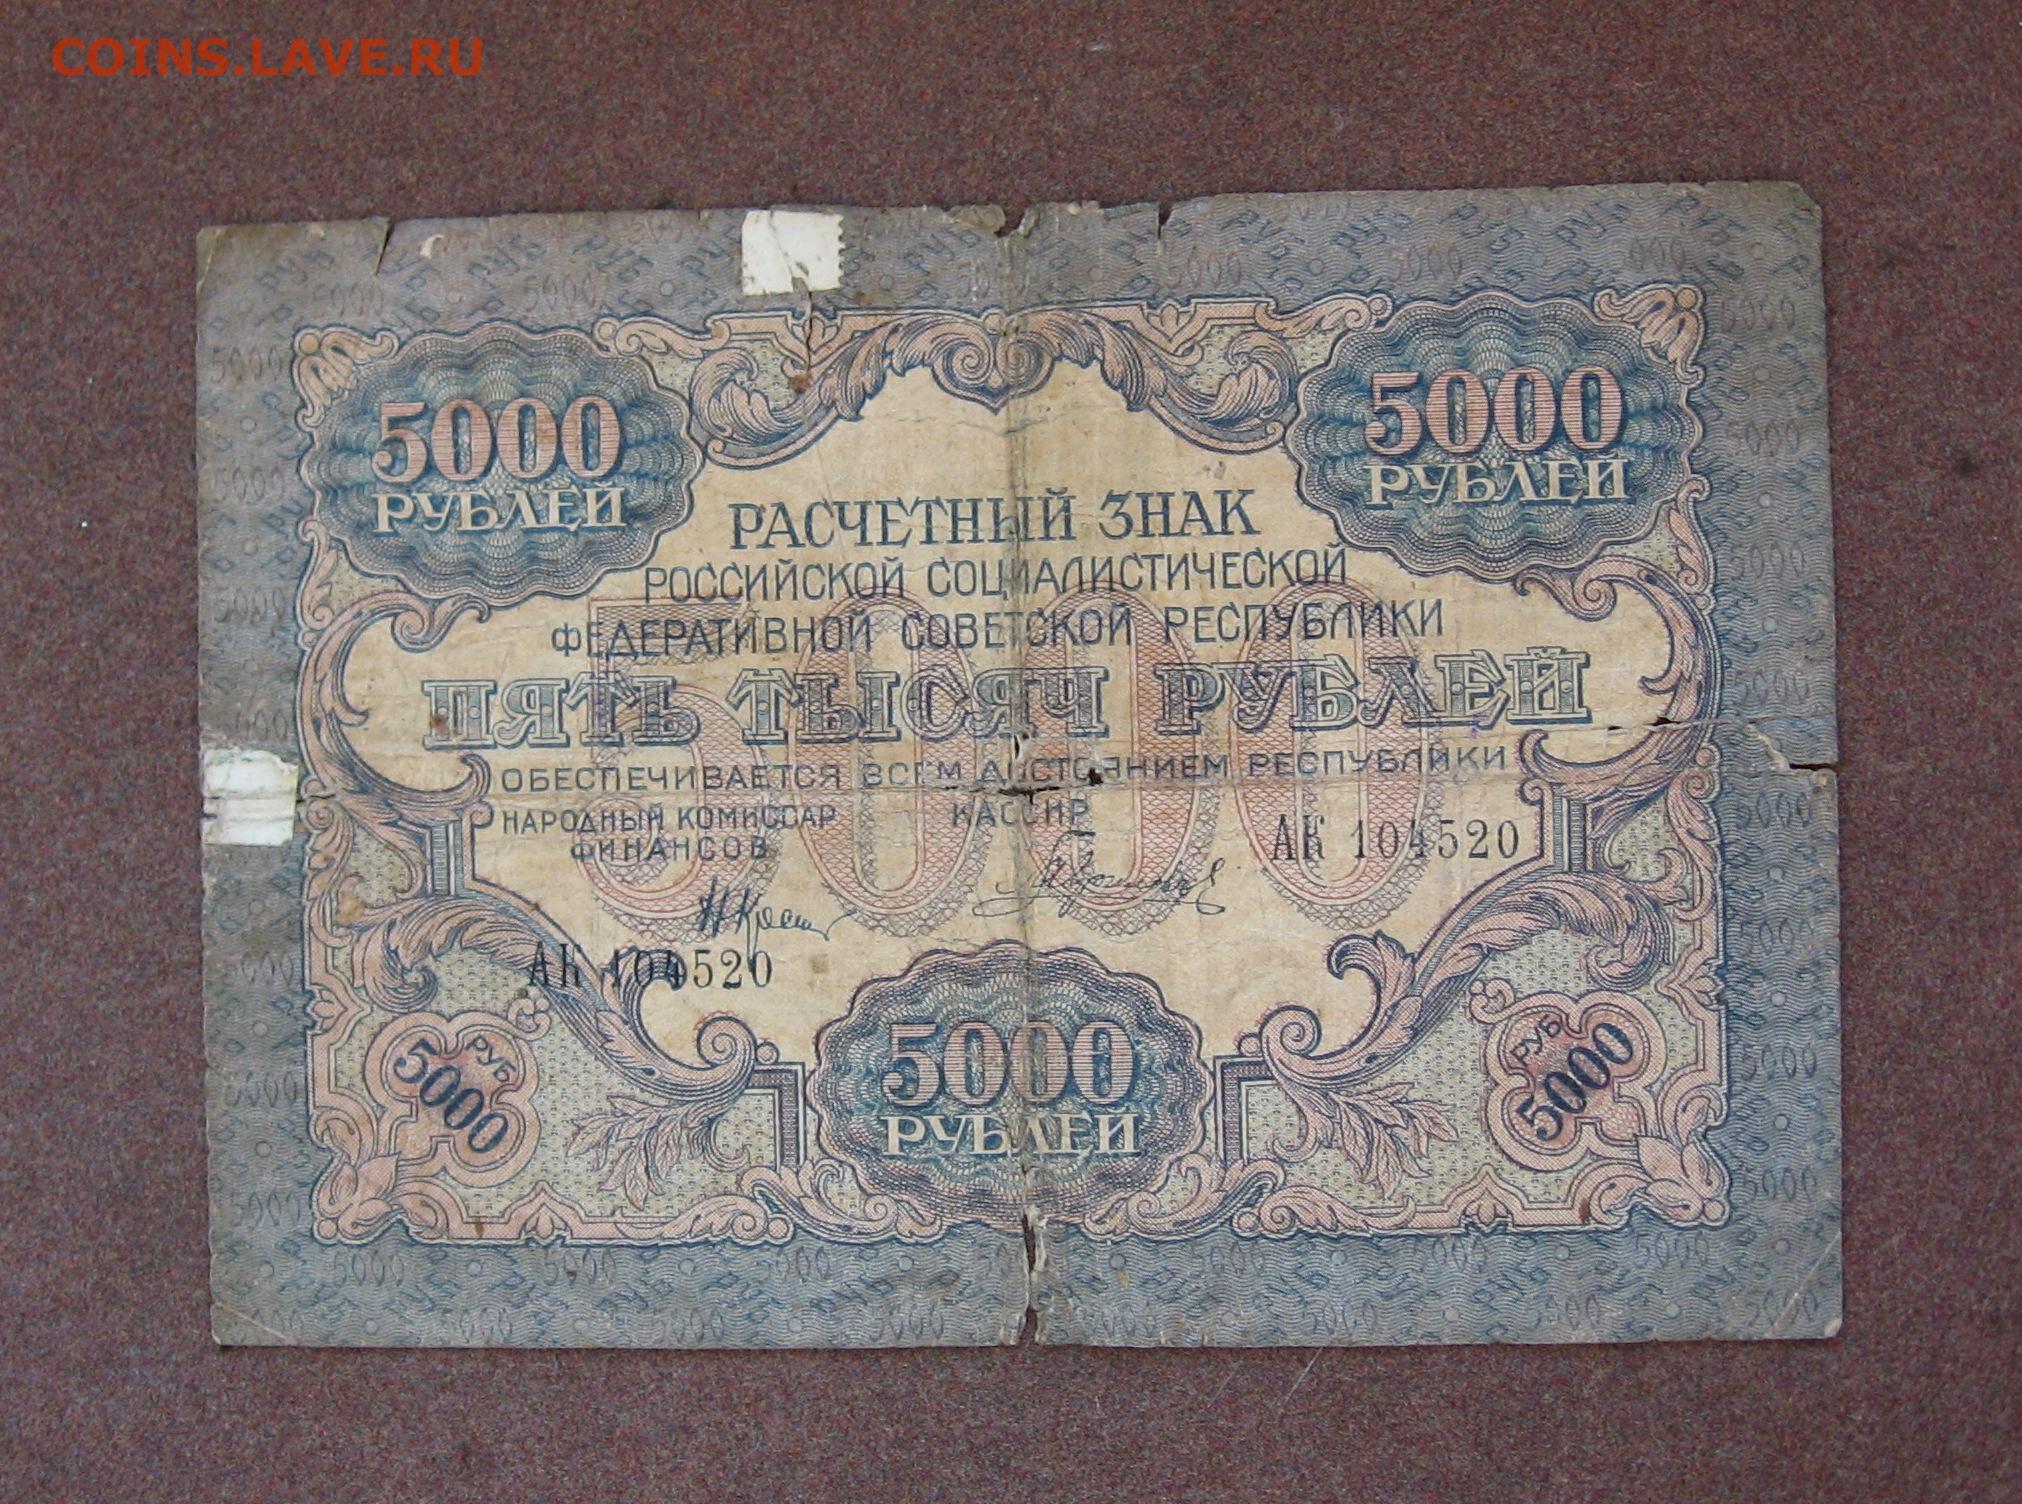 COINS.LAVE.RU
5000
РУБЛЕЙ
5000
РУБЛЕЙ
РАСЧЕТНЫЙ ЗНАК
РОССИЙСКОЙ СОЦИАЛИСТИЧЕСКОЙ
ФЕДЕРАТИВНОЙ СОВЕТСКОЙ РЕСПУБЛИКИ
5000
ПЯТЬ ТЫСЯЧ РУБЛЕЙ
ОБЕСПЕЧИВАЕТСЯ ВСЕМ ДОСТОЯНИЕМ РЕСПУБЛИКИ
НАРОДНЫЙ КОМИССАР
ФИНАНСОВ
КАССИР
АК 104520
АК 104520
РУБ
5000
5000
РУБЛЕЙ
РУБ
5000